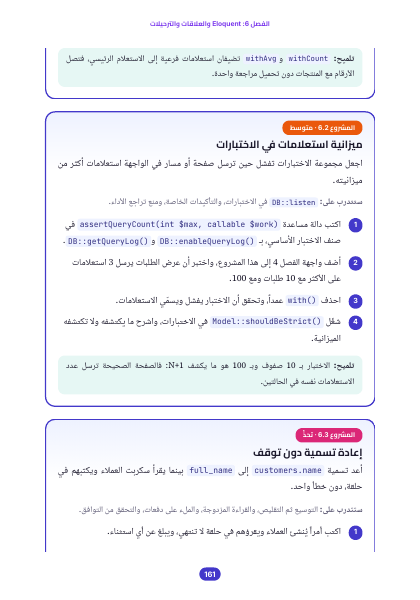 الفصل 6: Eloquent والعلاقات والترحيلات
تلميح: withCount و withAvg تضيفان استعلامات فرعية إلى الاستعلام الرئيسي، فتصل
الأرقام مع المنتجات دون تحميل مراجعة واحدة.
المشروع 6.2 · متوسط
ميزانية استعلامات في الاختبارات
اجعل مجموعة الاختبارات تفشل حين ترسل صفحة أو مسار في الواجهة استعلامات أكثر من
ميزانيته.
ستتدرب على: DB::listen في الاختبارات، والتأكيدات الخاصة، ومنع تراجع الأداء.
1 اكتب دالة مساعدة assertQueryCount(int $max, callable $work) في
صنف الاختبار الأساسي، بـ DB::enableQueryLog() و DB::getQueryLog().
2 أضف واجهة الفصل 4 إلى هذا المشروع، واختبر أن عرض الطلبات يرسل 3 استعلامات
على الأكثر مع 10 طلبات ومع 100.
3 احذف with() عمداً، وتحقق أن الاختبار يفشل ويسمّي الاستعلامات.
4 شغّل Model::shouldBeStrict() في الاختبارات، واشرح ما يكتشفه ولا تكتشفه
الميزانية.
تلميح: الاختبار بـ 10 صفوف وبـ 100 هو ما يكشف N+1: فالصفحة الصحيحة ترسل عدد
الاستعلامات نفسه في الحالتين.
المشروع 6.3 · تحدٍّ
إعادة تسمية دون توقف
أعد تسمية customers.name إلى full_name بينما يقرأ سكربت العملاء ويكتبهم في
حلقة، دون خطأ واحد.
ستتدرب على: التوسيع ثم التقليص، والقراءة المزدوجة، والملء على دفعات، والتحقق من التوافق.
1 اكتب أمراً يُنشئ العملاء ويقرؤهم في حلقة لا تنتهي، ويبلغ عن أي استثناء.
161